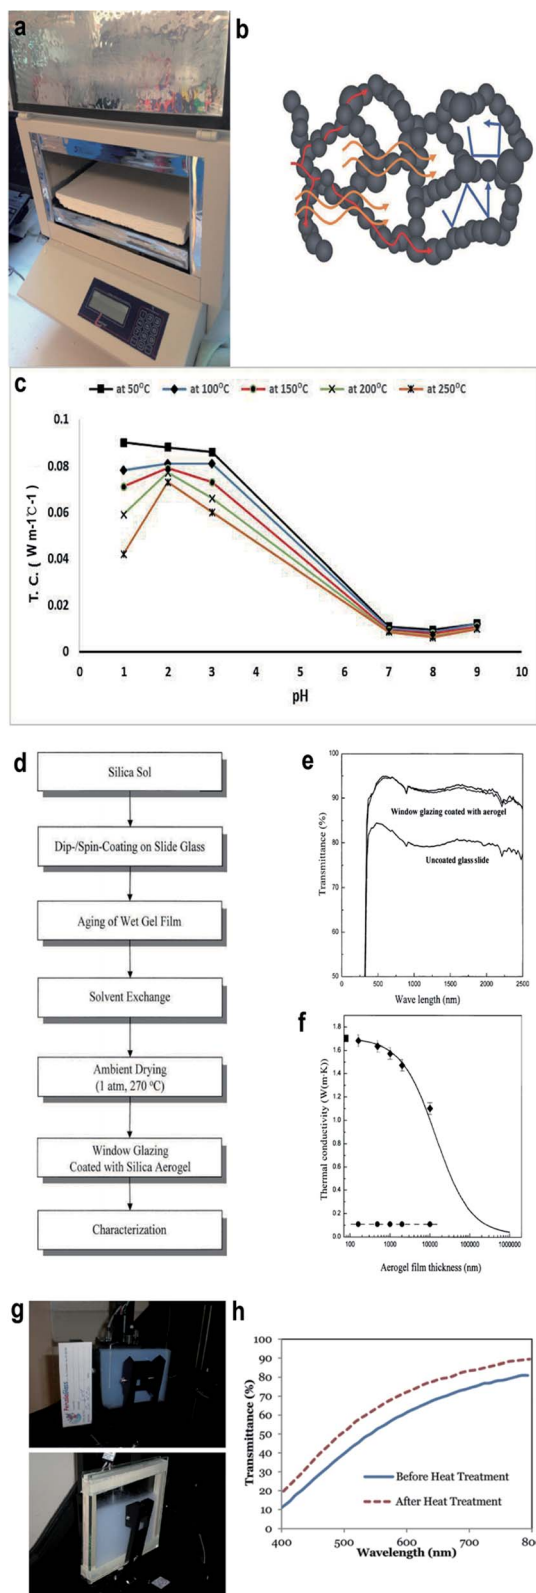 a
b
c
at 50°C
at 100°C
at 150°C
at 200°C
at 250°C
0.1
0.08
0.06
0.04
0.02
0
T. C. ( W m-1℃-1)
0 1 2 3 4 5 6 7 8 9 10
pH
d
Silica Sol
Dip-/Spin-Coating on Slide Glass
Aging of Wet Gel Film
Solvent Exchange
Ambient Drying
(1 atm, 270 °C)
Window Glazing
Coated with Silica Aerogel
Characterization
e
100
90
80
70
60
50
Transmittance (%)
Window glazing coated with aerogel
Uncoated glass slide
0 500 1000 1500 2000 2500
Wave length (nm)
f
1.8
1.6
1.4
1.2
1.0
0.8
0.6
0.4
0.2
0.0
Thermal conductivity (W(m·K))
100 1000 10000 100000 1000000
Aerogel film thickness (nm)
g
h
100
90
80
70
60
50
40
30
20
10
0
Transmittance (%)
Before Heat Treatment
After Heat Treatment
400 500 600 700 800
Wavelength (nm)